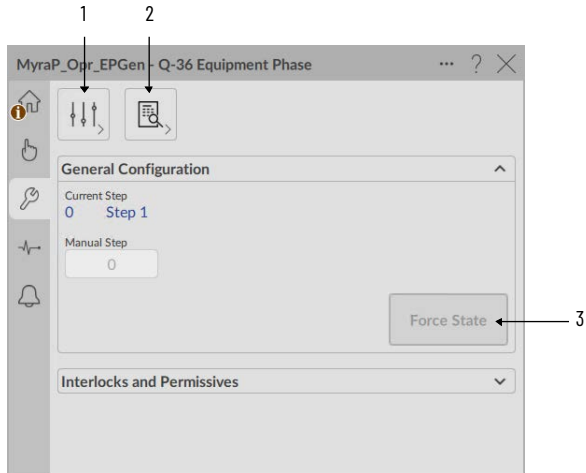 1 2
MyraP_Opr_EPGen - Q-36 Equipment Phase ... ?
General Configuration
Current Step
0 Step 1
Manual Step
0
Force State
3
Interlocks and Permissives